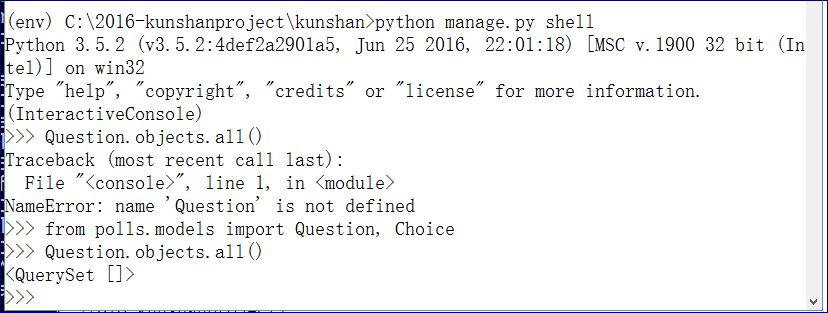 (env) C:\2016-kunshanproject\kunshan>python manage.py shell
Python 3.5.2 (v3.5.2:4def2a2901a5, Jun 25 2016, 22:01:18) [MSC v.1900 32 bit (In
tel)] on win32
Type "help", "copyright", "credits" or "license" for more information.
(InteractiveConsole)
>>> Question.objects.all()
Traceback (most recent call last):
  File "<console>", line 1, in <module>
NameError: name 'Question' is not defined
>>> from polls.models import Question, Choice
>>> Question.objects.all()
<QuerySet []>
>>>